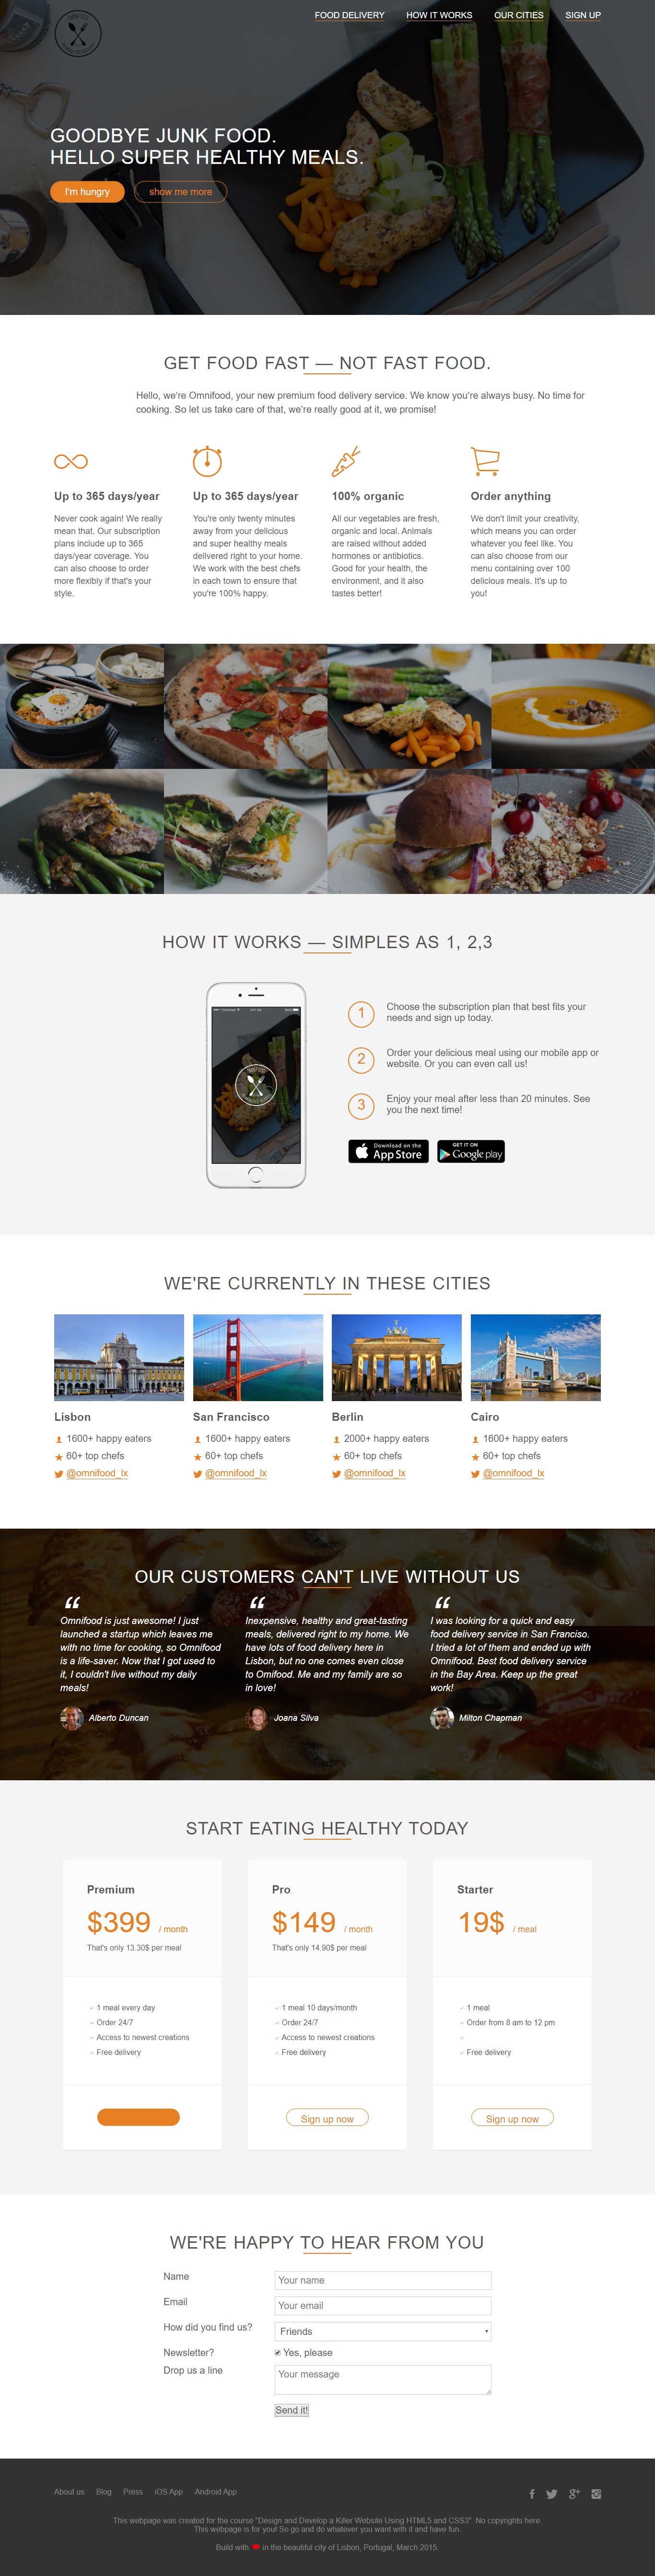 FOOD DELIVERY
HOW IT WORKS
OUR CITIES
SIGN UP
GOODBYE JUNK FOOD.
HELLO SUPER HEALTHY MEALS.
I'm hungry
show me more
GET FOOD FAST — NOT FAST FOOD.
Hello, we're Omnifood, your new premium food delivery service. We know you're always busy. No time for
cooking. So let us take care of that, we're really good at it, we promise!
Up to 365 days/year
Never cook again! We really
mean that. Our subscription
plans include up to 365
days/year coverage. You
can also choose to order
more flexibly if that's your
style.
Up to 365 days/year
You're only twenty minutes
away from your delicious
and super healthy meals
delivered right to your home.
We work with the best chefs
in each town to ensure that
you're 100% happy.
100% organic
All our vegetables are fresh,
organic and local. Animals
are raised without added
hormones or antibiotics.
Good for your health, the
environment, and it also
tastes better!
Order anything
We don't limit your creativity,
which means you can order
whatever you feel like. You
can also choose from our
menu containing over 100
delicious meals. It's up to
you!
HOW IT WORKS — SIMPLES AS 1, 2,3
1
Choose the subscription plan that best fits your
needs and sign up today.
2
Order your delicious meal using our mobile app or
website. Or you can even call us!
3
Enjoy your meal after less than 20 minutes. See
you the next time!
Download on the
App Store
GET IT ON
Google play
WE'RE CURRENTLY IN THESE CITIES
Lisbon
1600+ happy eaters
60+ top chefs
@omnifood_lx
San Francisco
1600+ happy eaters
60+ top chefs
@omnifood_lx
Berlin
2000+ happy eaters
60+ top chefs
@omnifood_lx
Cairo
1600+ happy eaters
60+ top chefs
@omnifood_lx
OUR CUSTOMERS CAN'T LIVE WITHOUT US
“
Omnifood is just awesome! I just
launched a startup which leaves me
with no time for cooking, so Omnifood
is a life-saver. Now that I got used to
it, I couldn't live without my daily
meals!
Alberto Duncan
“
Inexpensive, healthy and great-tasting
meals, delivered right to my home. We
have lots of food delivery here in
Lisbon, but no one comes even close
to Omifood. Me and my family are so
in love!
Joana Silva
“
I was looking for a quick and easy
food delivery service in San Franciso.
I tried a lot of them and ended up with
Omnifood. Best food delivery service
in the Bay Area. Keep up the great
work!
Milton Chapman
START EATING HEALTHY TODAY
Premium
$399 / month
That's only 13.30$ per meal
1 meal every day
Order 24/7
Access to newest creations
Free delivery
Pro
$149 / month
That's only 14.90$ per meal
1 meal 10 days/month
Order 24/7
Access to newest creations
Free delivery
Sign up now
Starter
19$ / meal
1 meal
Order from 8 am to 12 pm
Free delivery
Sign up now
WE'RE HAPPY TO HEAR FROM YOU
Name
Your name
Email
Your email
How did you find us?
Friends
Newsletter?
Yes, please
Drop us a line
Your message
Send it!
About us
Blog
Press
iOS App
Android App
This webpage was created for the course "Design and Develop a Killer Website Using HTML5 and CSS3". No copyrights here.
This webpage is for you! So go and do whatever you want with it and have fun.
Build with ♥ in the beautiful city of Lisbon, Portugal, March 2015.